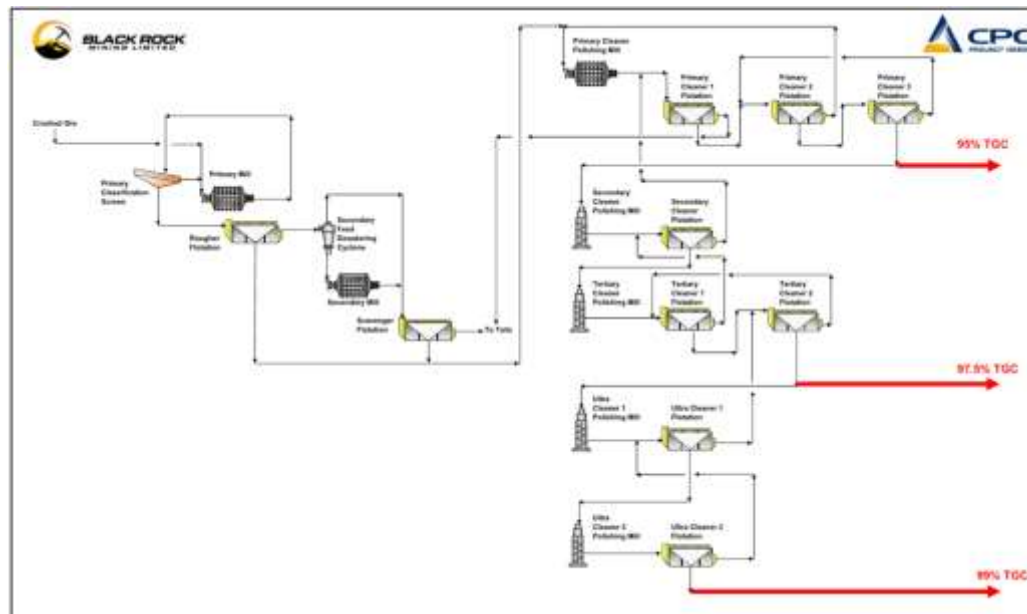 BLACK ROCK
MINING LIMITED
CPC
Crushed Ore
Primary
Classification
Screen
Primary Mill
Rougher
Flotation
Secondary
Feed
Dewatering
Cyclone
Secondary Mill
Scavenger
Flotation
To Tails
Primary Cleaner
Polishing Mill
Primary
Cleaner 1
Flotation
Primary
Cleaner 2
Flotation
Primary
Cleaner 3
Flotation
95% TGC
Secondary
Cleaner
Polishing Mill
Secondary
Cleaner
Flotation
Tertiary
Cleaner
Polishing Mill
Tertiary
Cleaner 1
Flotation
Tertiary
Cleaner 2
Flotation
97.5% TGC
Ultra
Cleaner 1
Polishing Mill
Ultra Cleaner 1
Flotation
Ultra
Cleaner 2
Polishing Mill
Ultra Cleaner 2
Flotation
99% TGC